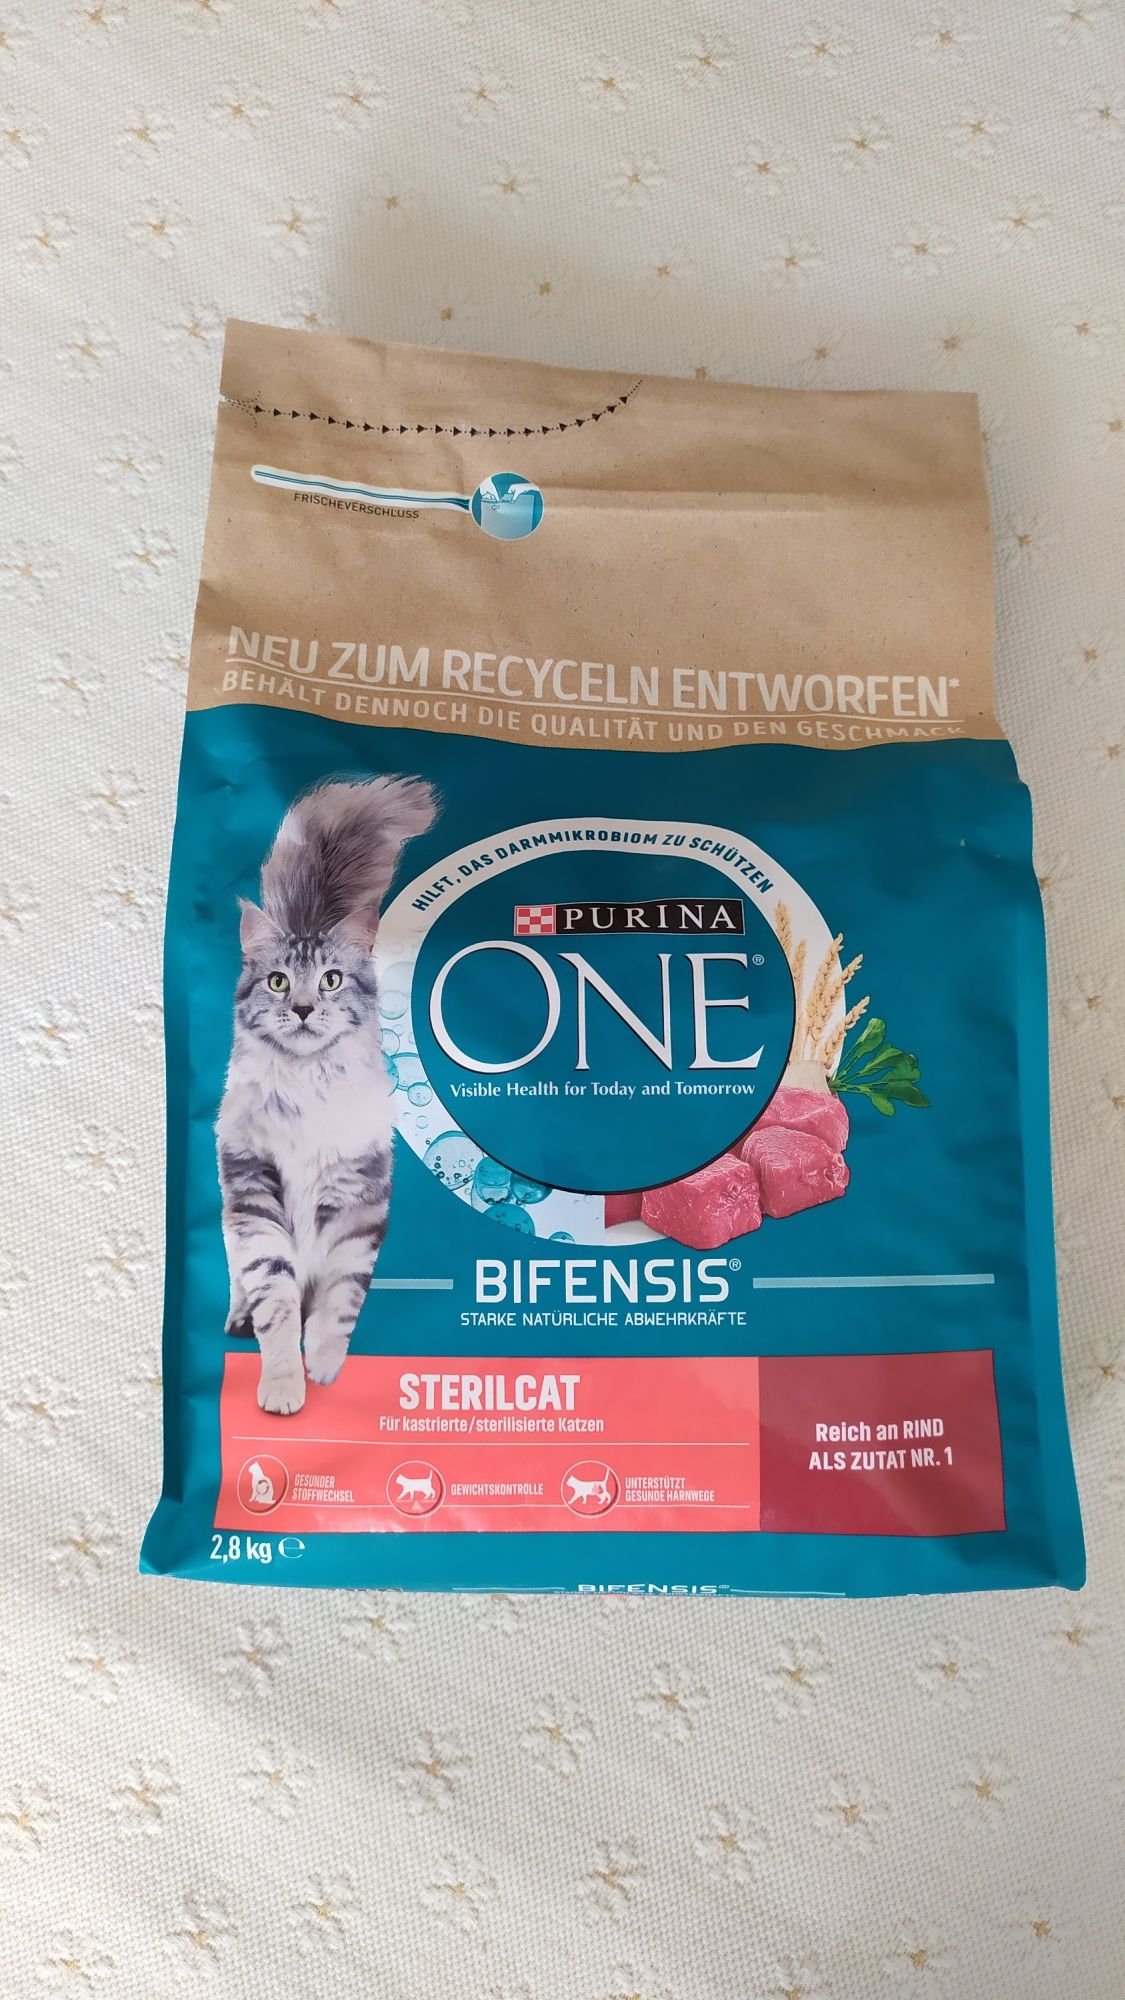 FRISCHEVERSCHLUSS
NEU ZUM RECYCELN ENTWORFEN*
BEHÄLT DENNOCH DIE QUALITÄT UND DEN GESCHMACK
HILFT, DAS DARMMIKROBIOM ZU SCHÜTZEN
PURINA
ONE®
Visible Health for Today and Tomorrow
BIFENSIS®
STARKE NATÜRLICHE ABWEHRKRÄFTE
STERILCAT
Für kastrierte/sterilisierte Katzen
Reich an RIND
ALS ZUTAT NR. 1
GESUNDER
STOFFWECHSEL
GEWICHTSKONTROLLE
UNTERSTÜTZT
GESUNDE HARNWEGE
2,8 kg ℮
BIFENSIS®